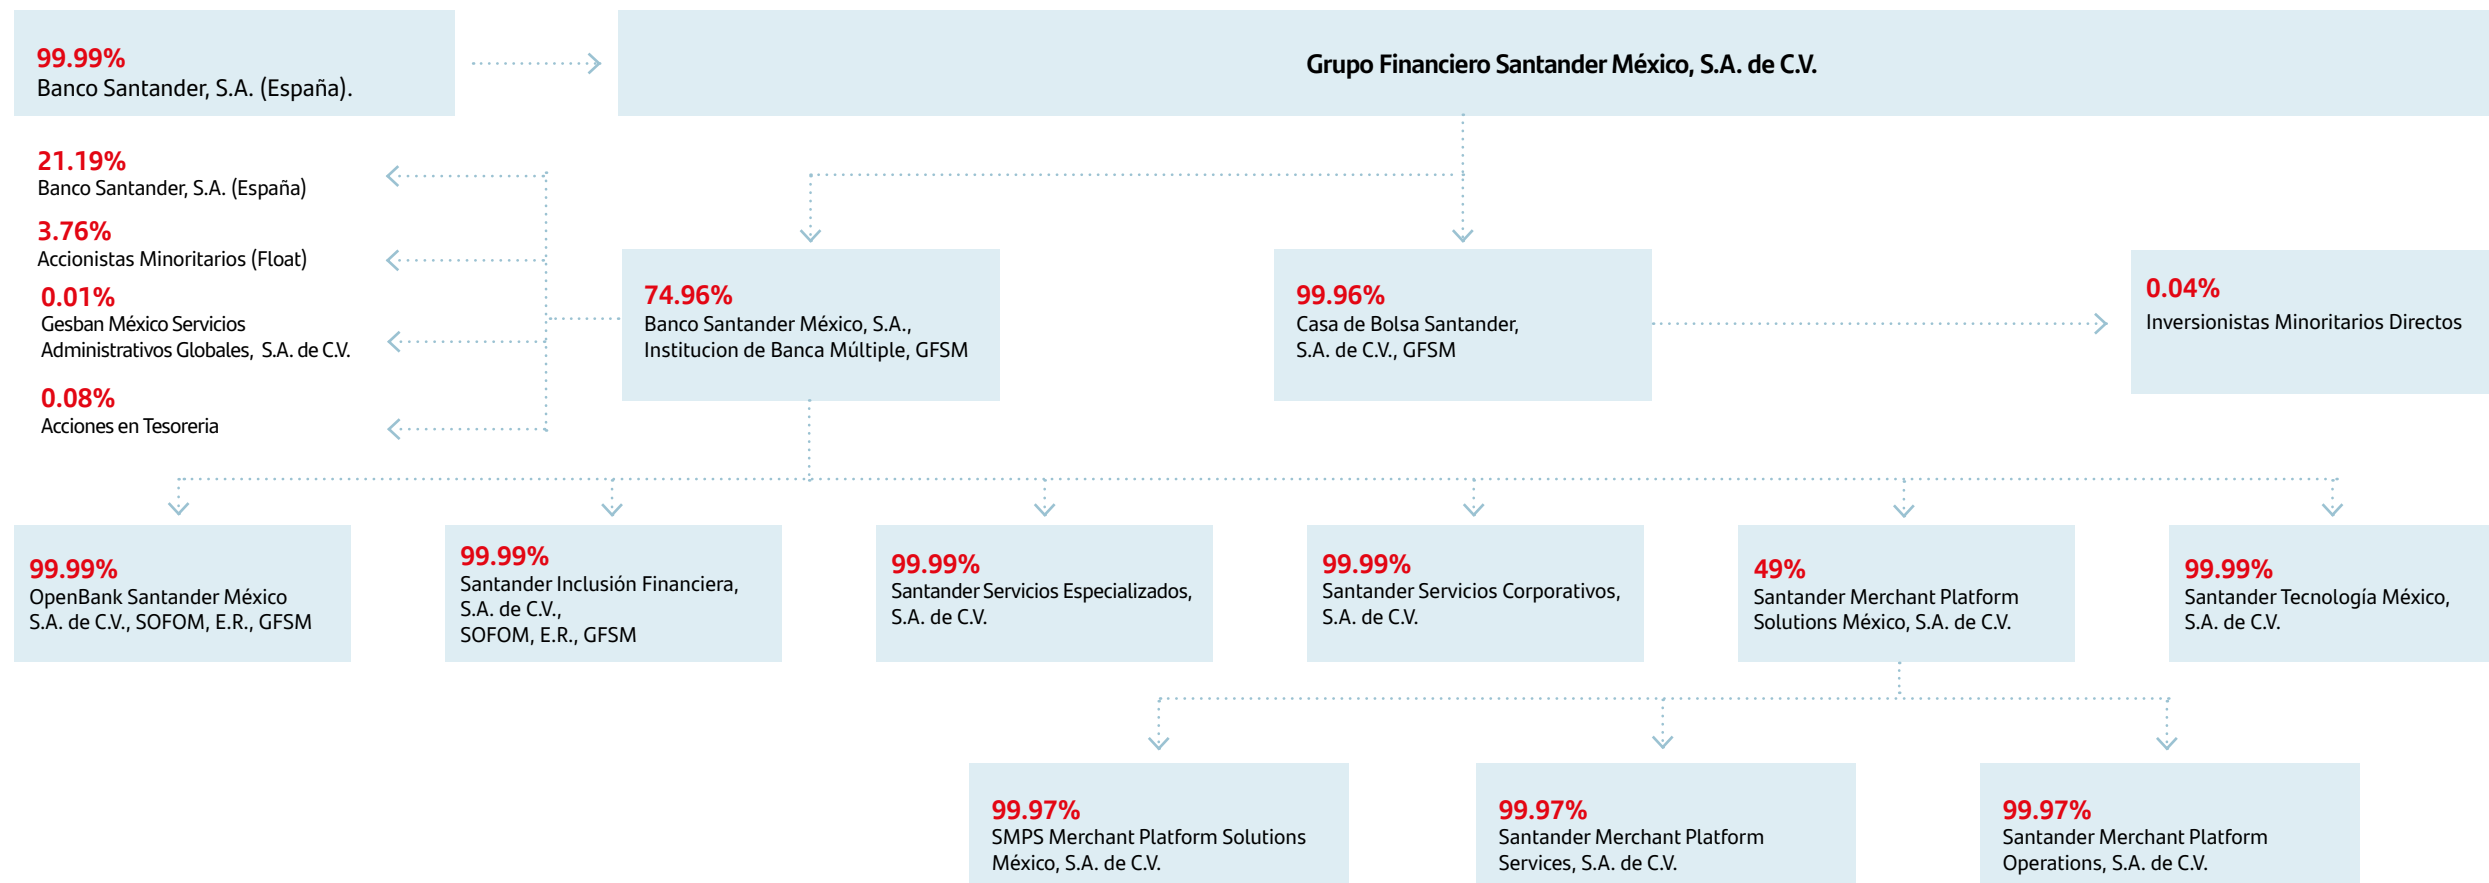 99.99%
Banco Santander, S.A. (España).
Grupo Financiero Santander México, S.A. de C.V.
21.19%
Banco Santander, S.A. (España)
3.76%
Accionistas Minoritarios (Float)
0.01%
Gesban México Servicios
Administrativos Globales, S.A. de C.V.
0.08%
Acciones en Tesoreria
74.96%
Banco Santander México, S.A.,
Institucion de Banca Múltiple, GFSM
99.96%
Casa de Bolsa Santander,
S.A. de C.V., GFSM
0.04%
Inversionistas Minoritarios Directos
99.99%
OpenBank Santander México
S.A. de C.V., SOFOM, E.R., GFSM
99.99%
Santander Inclusión Financiera,
S.A. de C.V.,
SOFOM, E.R., GFSM
99.99%
Santander Servicios Especializados,
S.A. de C.V.
99.99%
Santander Servicios Corporativos,
S.A. de C.V.
49%
Santander Merchant Platform
Solutions México, S.A. de C.V.
99.99%
Santander Tecnología México,
S.A. de C.V.
99.97%
SMPS Merchant Platform Solutions
México, S.A. de C.V.
99.97%
Santander Merchant Platform
Services, S.A. de C.V.
99.97%
Santander Merchant Platform
Operations, S.A. de C.V.